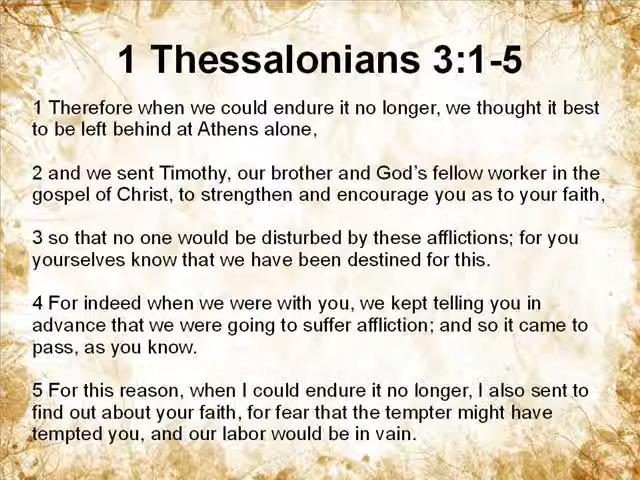 1 Thessalonians 3:1-5
1 Therefore when we could endure it no longer, we thought it best
to be left behind at Athens alone,
2 and we sent Timothy, our brother and God’s fellow worker in the
gospel of Christ, to strengthen and encourage you as to your faith,
3 so that no one would be disturbed by these afflictions; for you
yourselves know that we have been destined for this.
4 For indeed when we were with you, we kept telling you in
advance that we were going to suffer affliction; and so it came to
pass, as you know.
5 For this reason, when I could endure it no longer, I also sent to
find out about your faith, for fear that the tempter might have
tempted you, and our labor would be in vain.